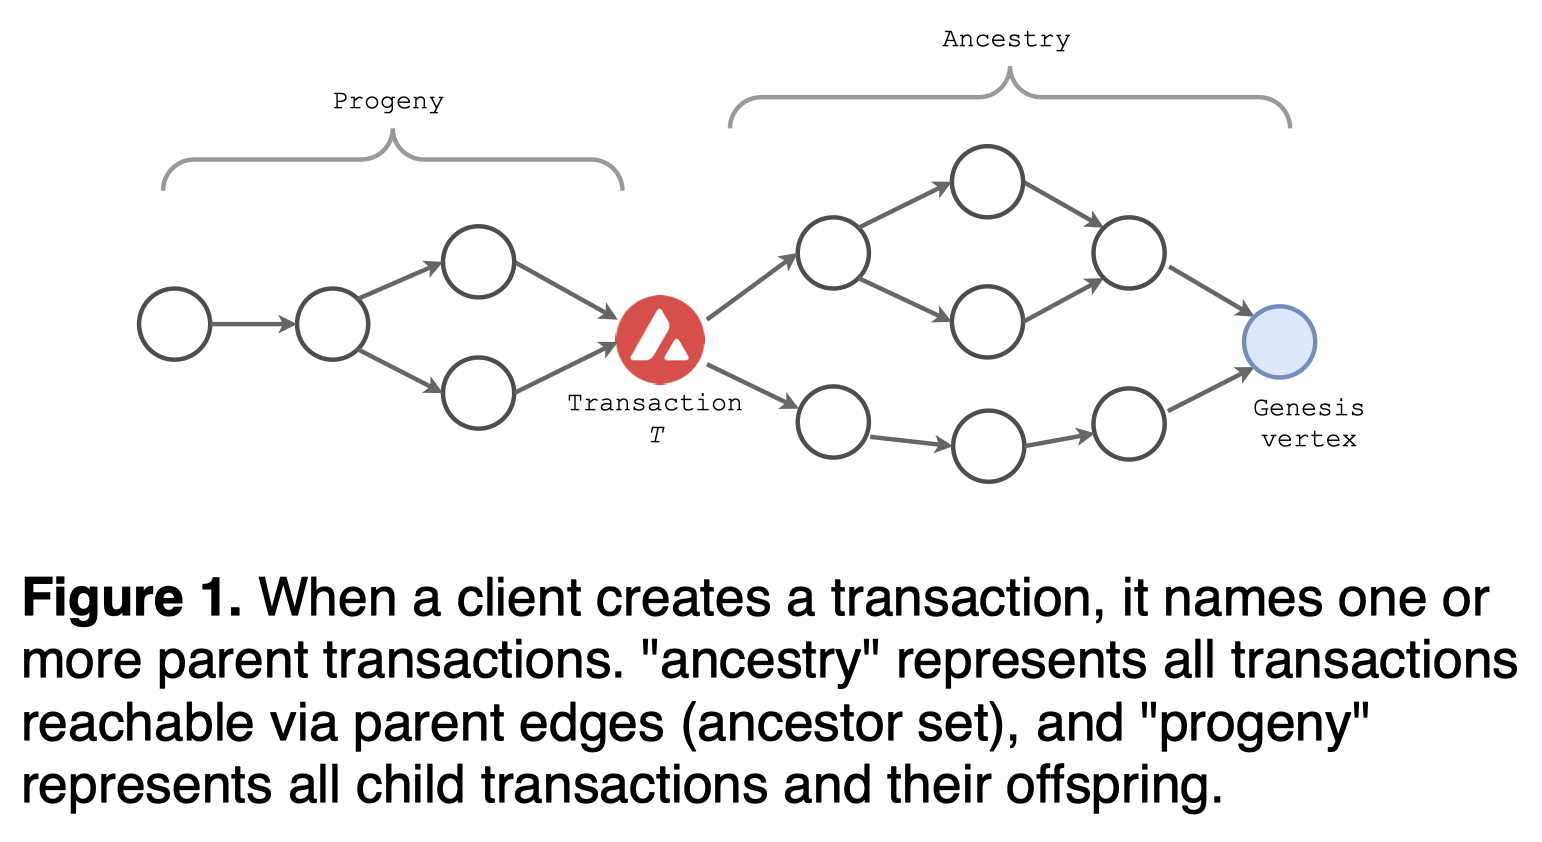 Ancestry
Progeny
Transaction
T
Genesis
vertex
Figure 1. When a client creates a transaction, it names one or
more parent transactions. "ancestry" represents all transactions
reachable via parent edges (ancestor set), and "progeny"
represents all child transactions and their offspring.